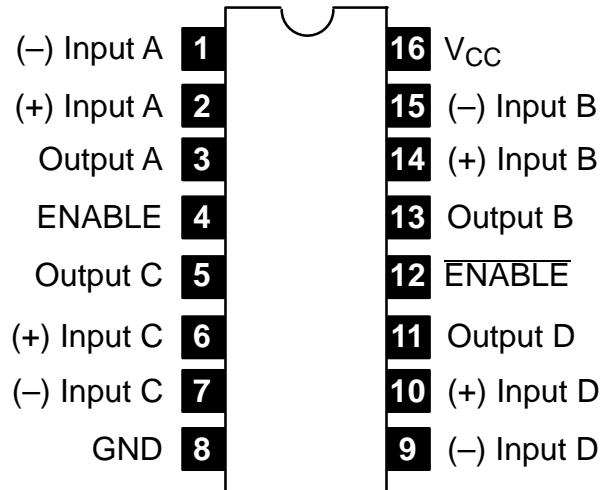 (–) Input A 1 16 VCC
(+) Input A 2 15 (–) Input B
Output A 3 14 (+) Input B
ENABLE 4 13 Output B
Output C 5 12 E̅N̅A̅B̅L̅E̅
(+) Input C 6 11 Output D
(–) Input C 7 10 (+) Input D
GND 8 9 (–) Input D